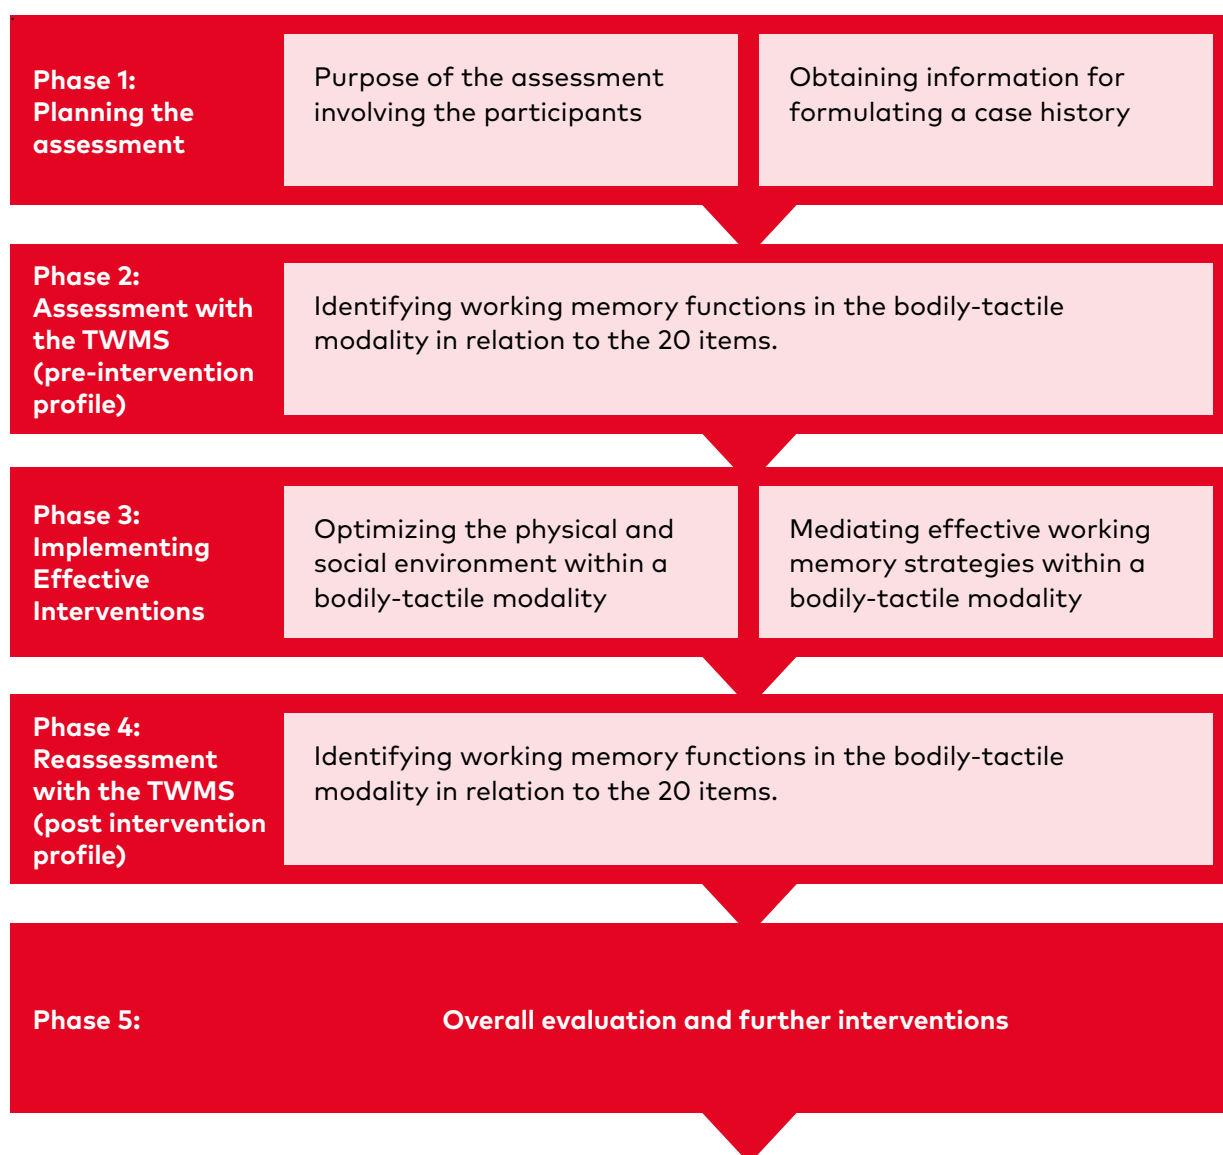 Phase 1:
Planning the
assessment
Purpose of the assessment
involving the participants
Obtaining information for
formulating a case history
Phase 2:
Assessment with
the TWMS
(pre-intervention
profile)
Identifying working memory functions in the bodily-tactile
modality in relation to the 20 items.
Phase 3:
Implementing
Effective
Interventions
Optimizing the physical and
social environment within a
bodily-tactile modality
Mediating effective working
memory strategies within a
bodily-tactile modality
Phase 4:
Reassessment
with the TWMS
(post intervention
profile)
Identifying working memory functions in the bodily-tactile
modality in relation to the 20 items.
Phase 5:
Overall evaluation and further interventions